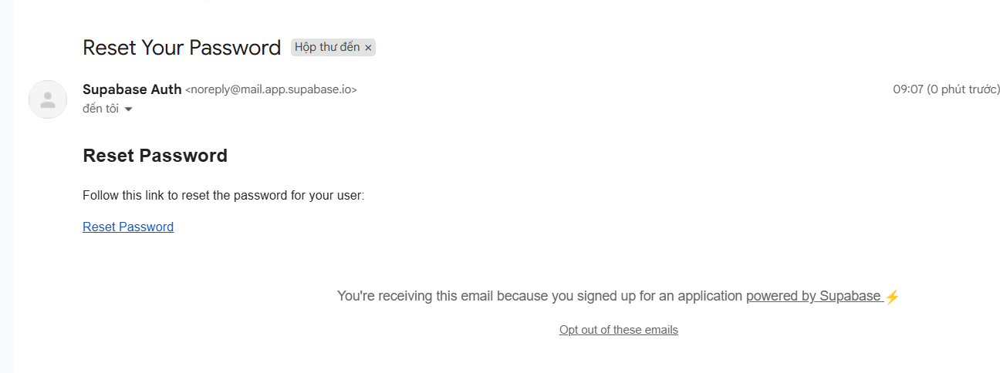 Reset Your Password Hộp thư đến ×
Supabase Auth <noreply@mail.app.supabase.io> 09:07 (0 phút trước)
đến tôi
Reset Password
Follow this link to reset the password for your user:
Reset Password
You're receiving this email because you signed up for an application powered by Supabase ⚡
Opt out of these emails